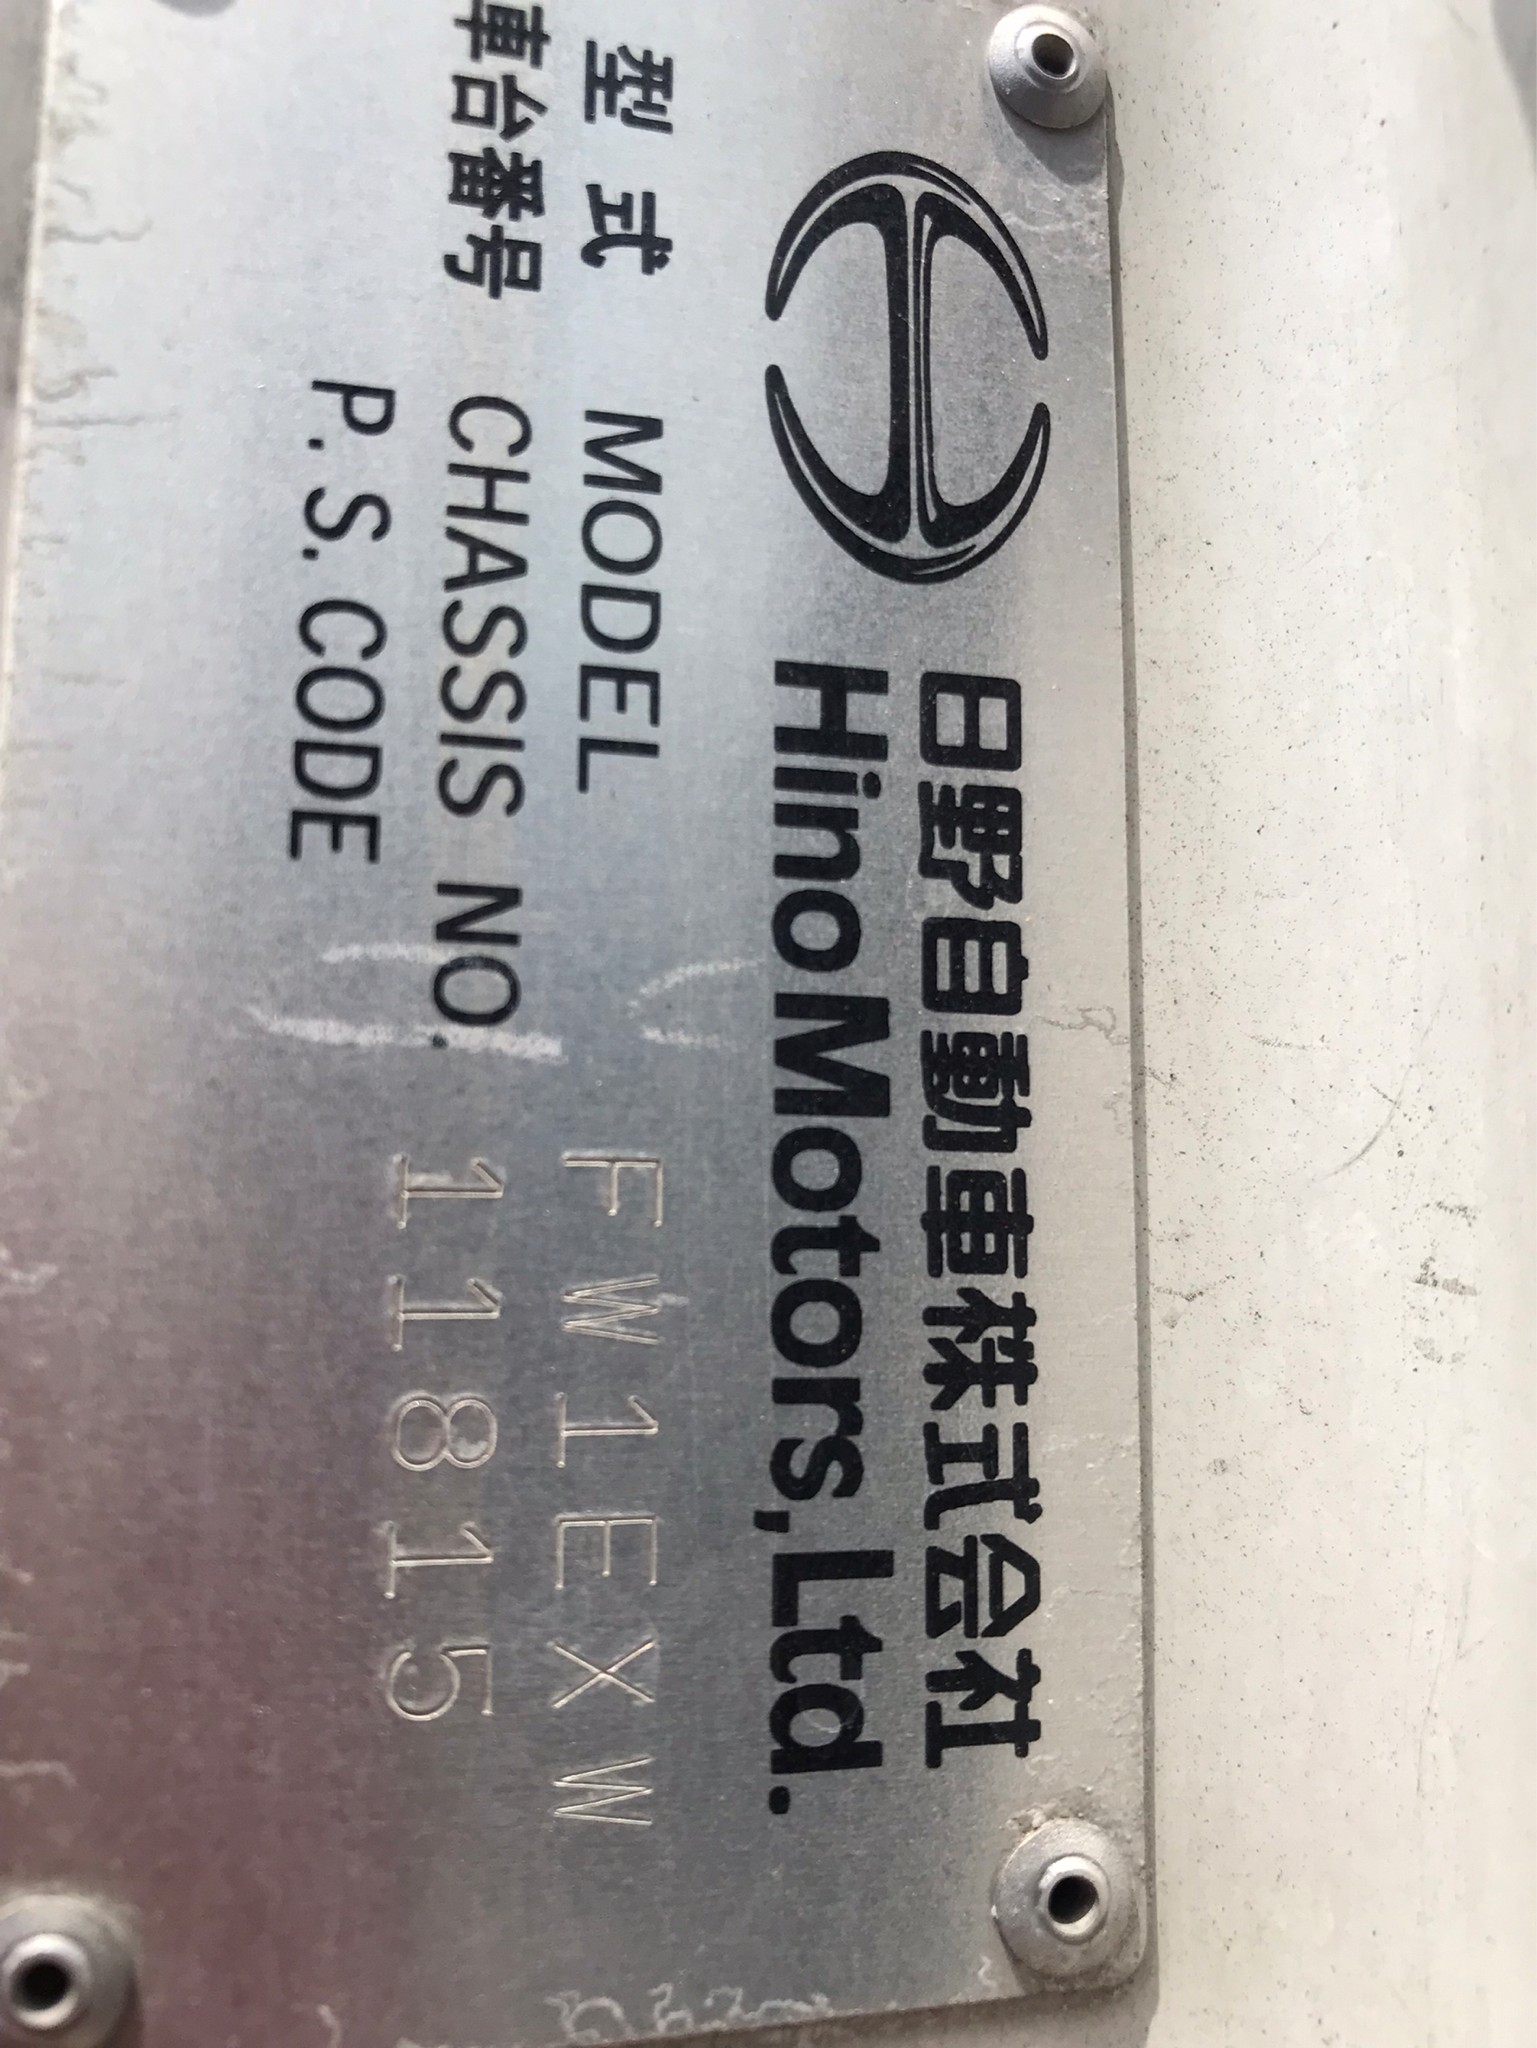 日野自動車株式会社
Hino Motors, Ltd.
型式 MODEL FW1EXW
車台番号 CHASSIS NO. 11815
P. S. CODE